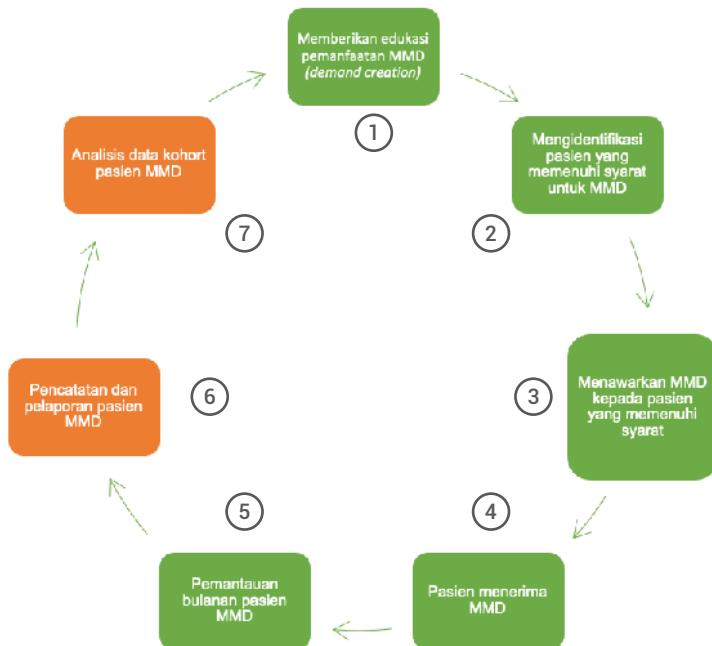 Memberikan edukasi
pemanfaatan MMD
(demand creation)
1
Mengidentifikasi
pasien yang
memenuhi syarat
untuk MMD
2
Menawarkan MMD
kepada pasien
yang memenuhi
syarat
3
Pasien menerima
MMD
4
Pemantauan
bulanan pasien
MMD
5
Pencatatan dan
pelaporan pasien
MMD
6
Analisis data kohort
pasien MMD
7